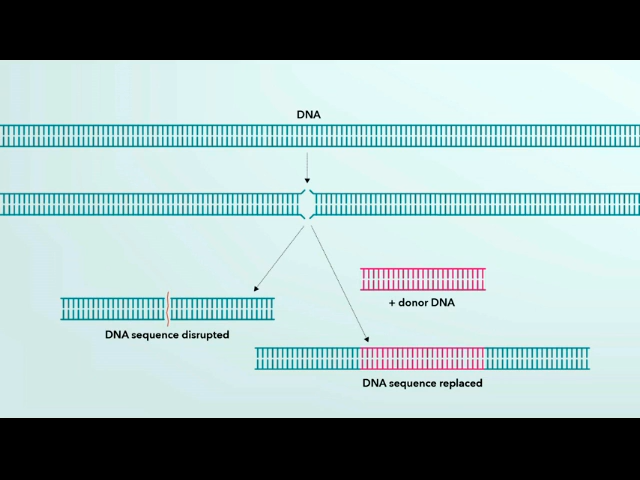 DNA
+ donor DNA
DNA sequence disrupted
DNA sequence replaced